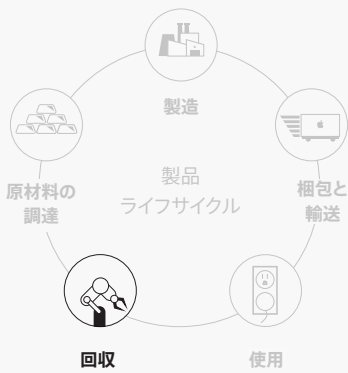 製造
原材料の
調達
製品
ライフサイクル
梱包と
輸送
回収
使用